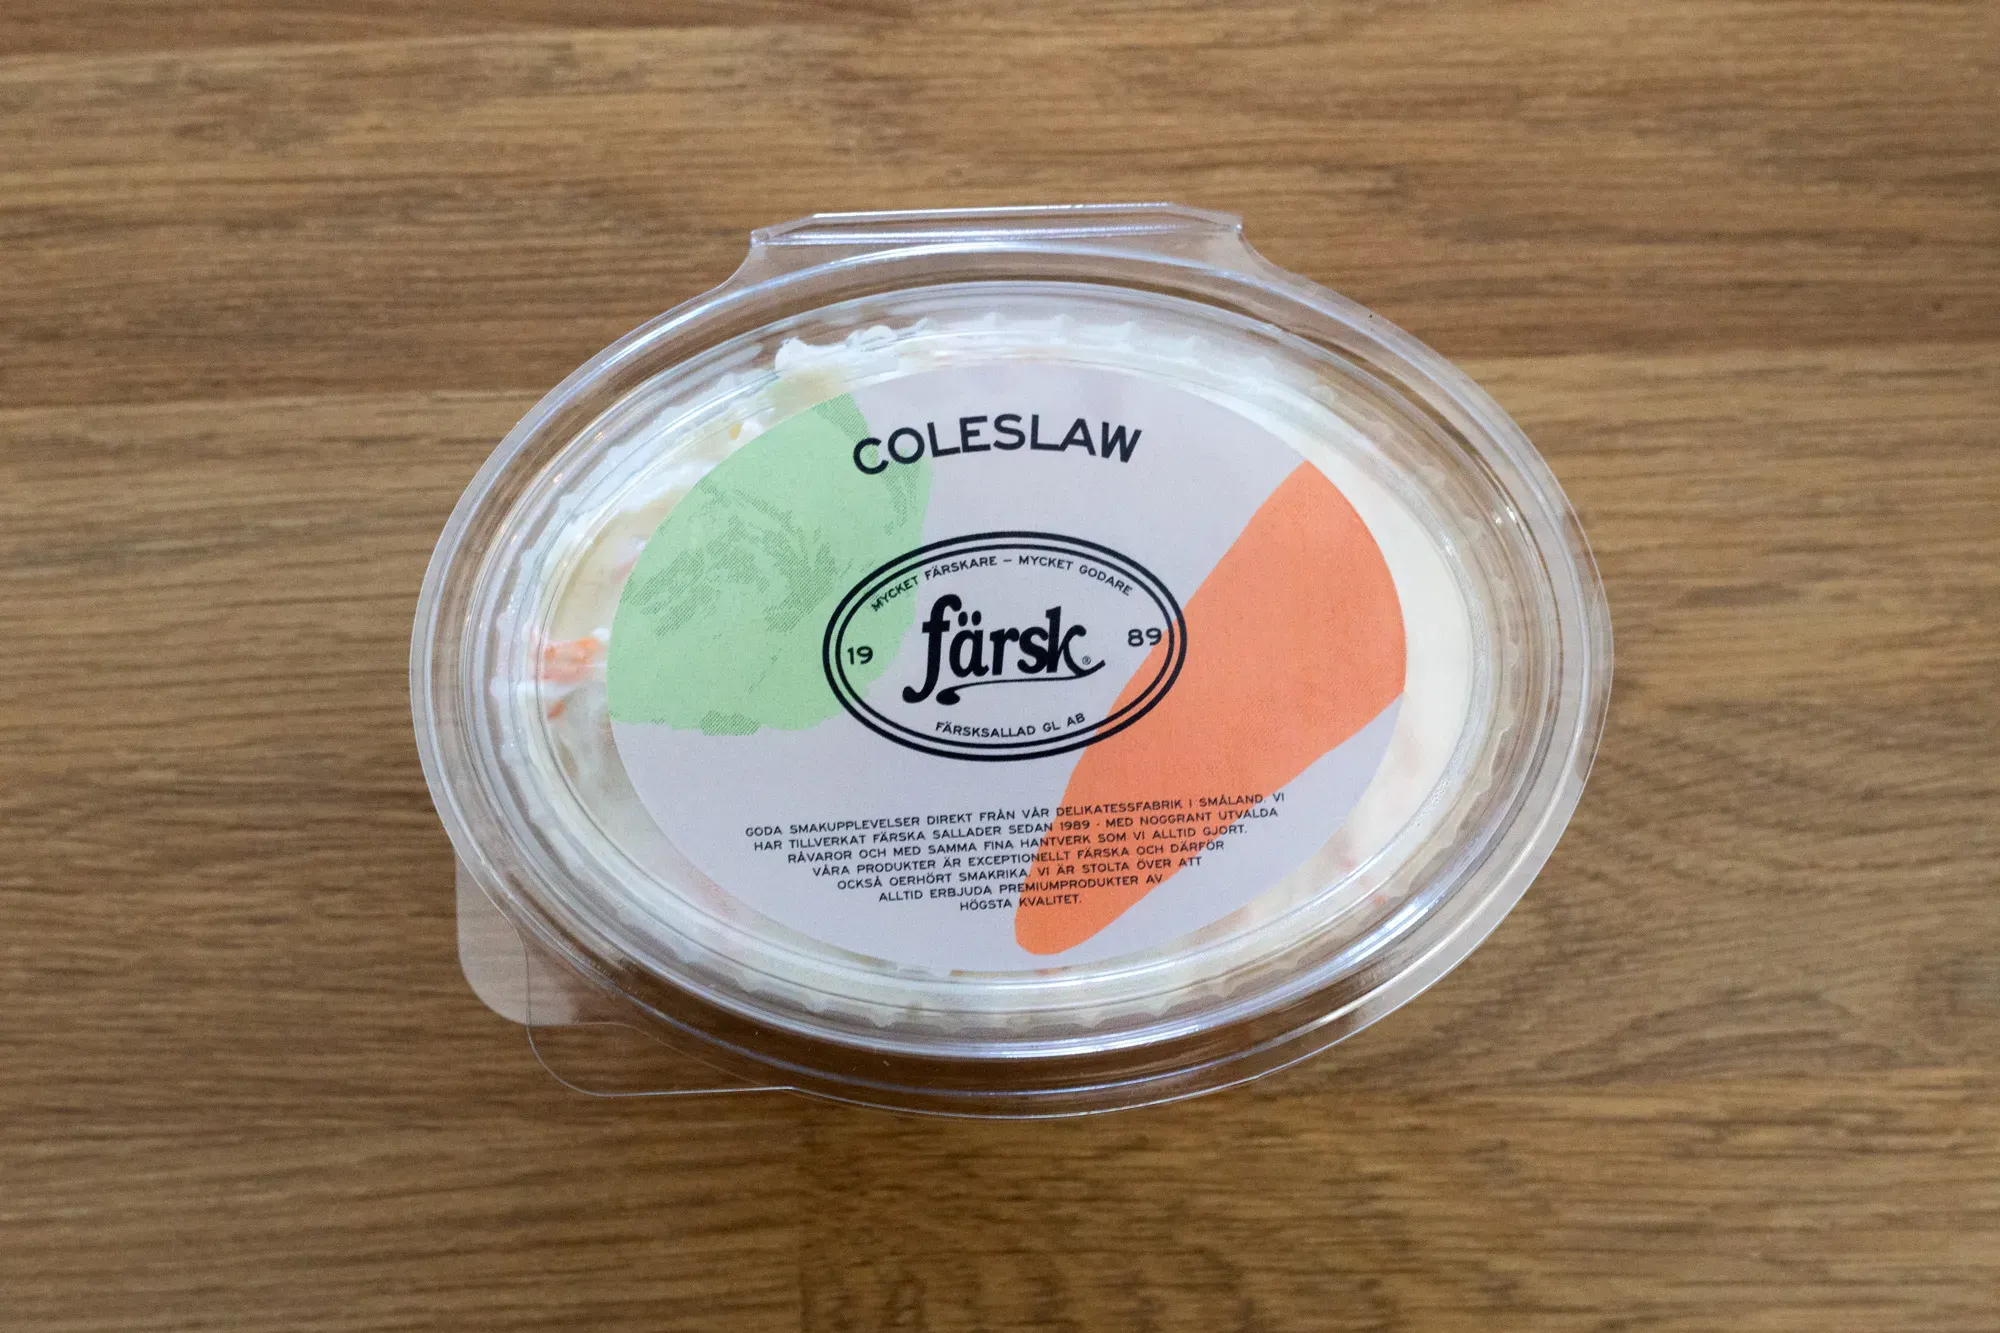 COLESLAW
MYCKET FÄRSKARE – MYCKET GODARE
19 färsk® 89
FÄRSKSALLAD GL AB
GODA SMAKUPPLEVELSER DIREKT FRÅN VÅR DELIKATESSFABRIK I SMÅLAND. VI
HAR TILLVERKAT FÄRSKA SALLADER SEDAN 1989 - MED NOGGRANT UTVALDA
RÅVAROR OCH MED SAMMA FINA HANTVERK SOM VI ALLTID GJORT.
VÅRA PRODUKTER ÄR EXCEPTIONELLT FÄRSKA OCH DÄRFÖR
OCKSÅ OERHÖRT SMAKRIKA. VI ÄR STOLTA ÖVER ATT
ALLTID ERBJUDA PREMIUMPRODUKTER AV
HÖGSTA KVALITET.